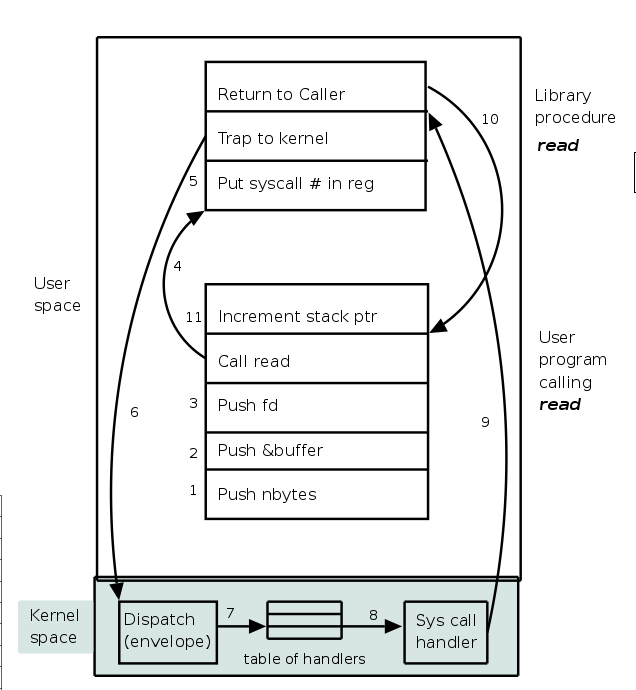 Return to Caller
Trap to kernel
5
Put syscall # in reg
10
Library
procedure
read
4
User
space
11
Increment stack ptr
Call read
3
Push fd
2
Push &buffer
1
Push nbytes
6
9
User
program
calling
read
Kernel
space
Dispatch
(envelope)
7
table of handlers
8
Sys call
handler